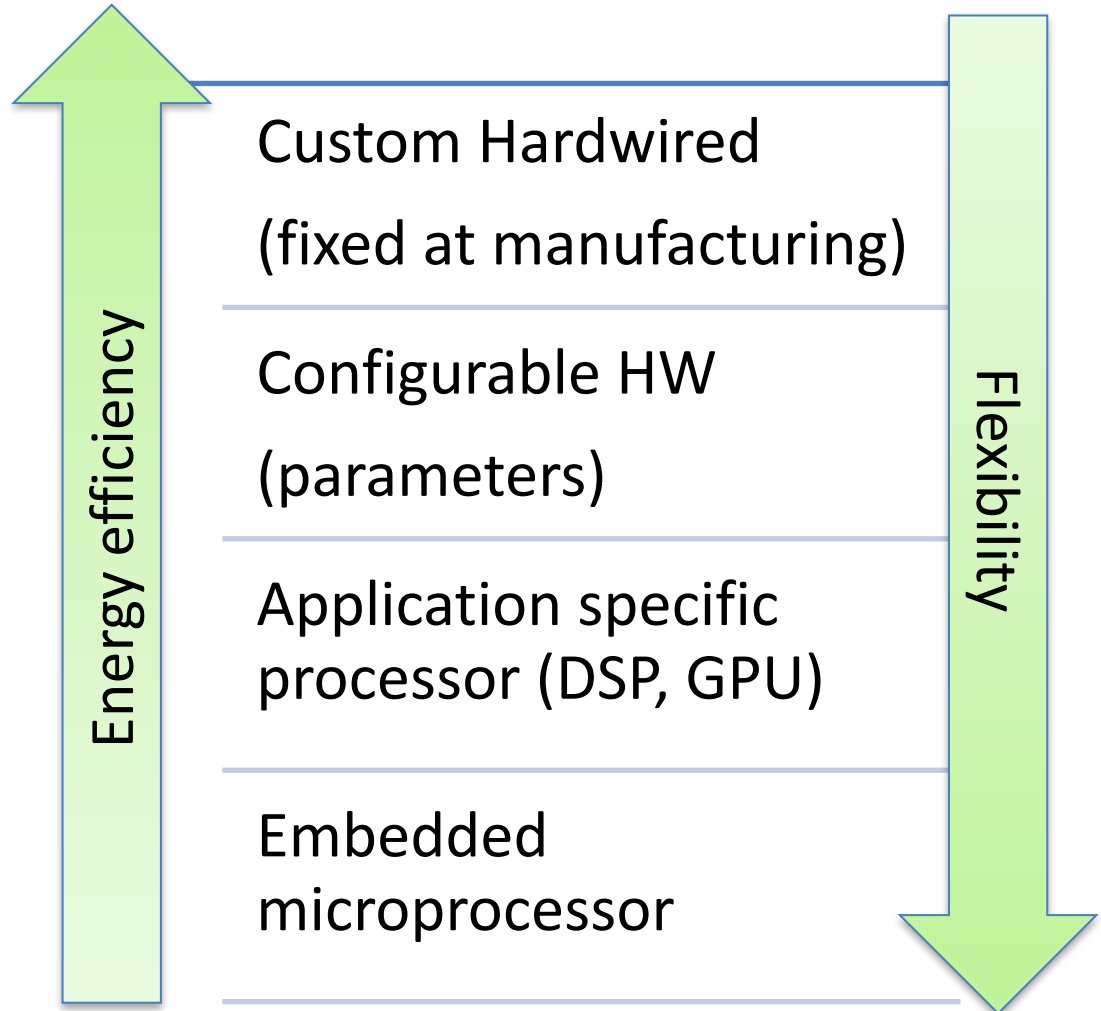 Energy efficiency
Custom Hardwired
(fixed at manufacturing)
Configurable HW
(parameters)
Application specific
processor (DSP, GPU)
Embedded
microprocessor
Flexibility